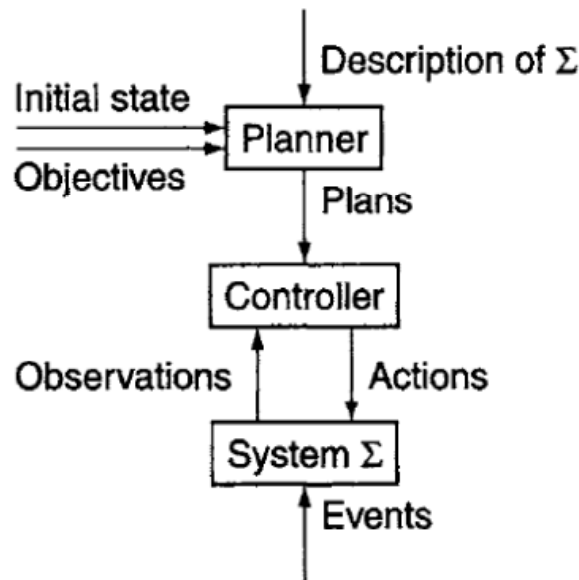 Description of Σ
Initial state
Planner
Objectives
Plans
Controller
Observations
Actions
System Σ
Events